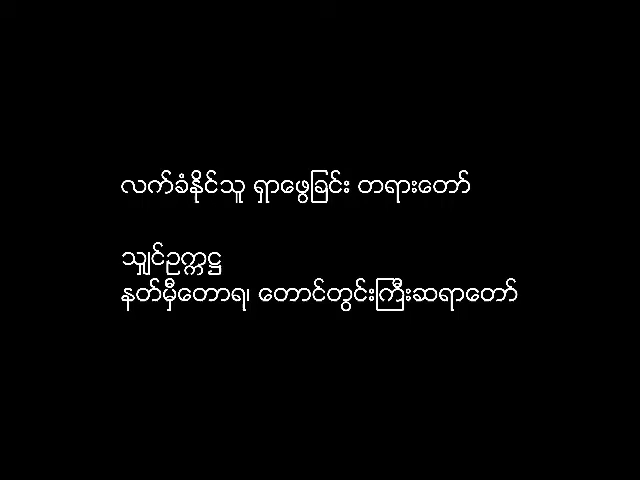 လက်ခံနိုင်သူ ရှာဖွေခြင်း တရားတော်
သျှင်ဥက္ကဋ္ဌ
နတ်မှီတောရ၊ တောင်တွင်းကြီးဆရာတော်